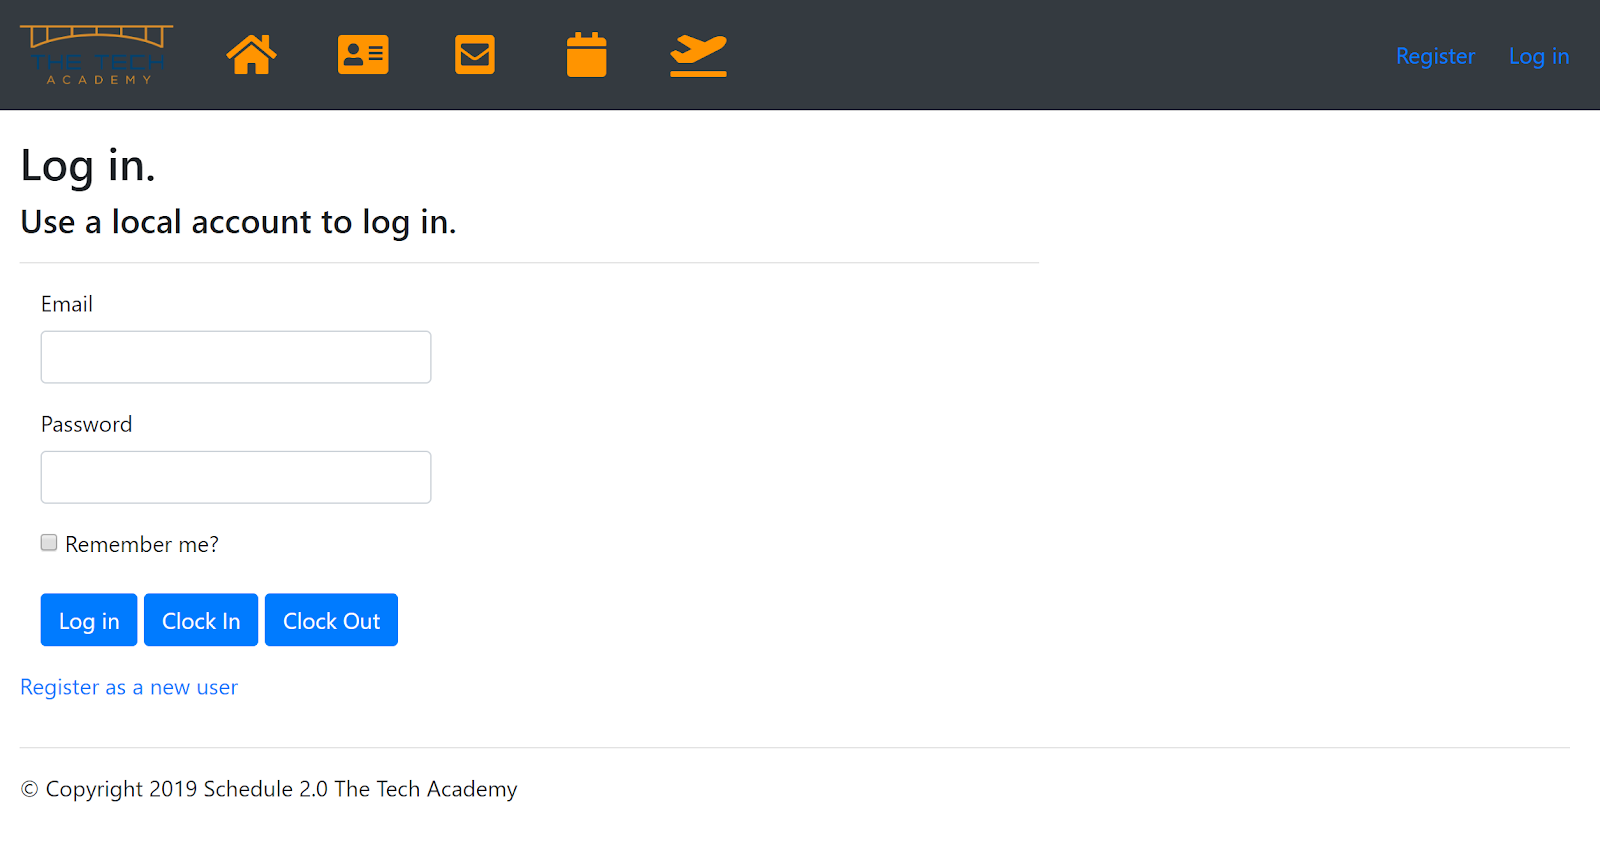 THE TECH
ACADEMY
Register Log in
Log in.
Use a local account to log in.
Email
Password
Remember me?
Log in Clock In Clock Out
Register as a new user
© Copyright 2019 Schedule 2.0 The Tech Academy